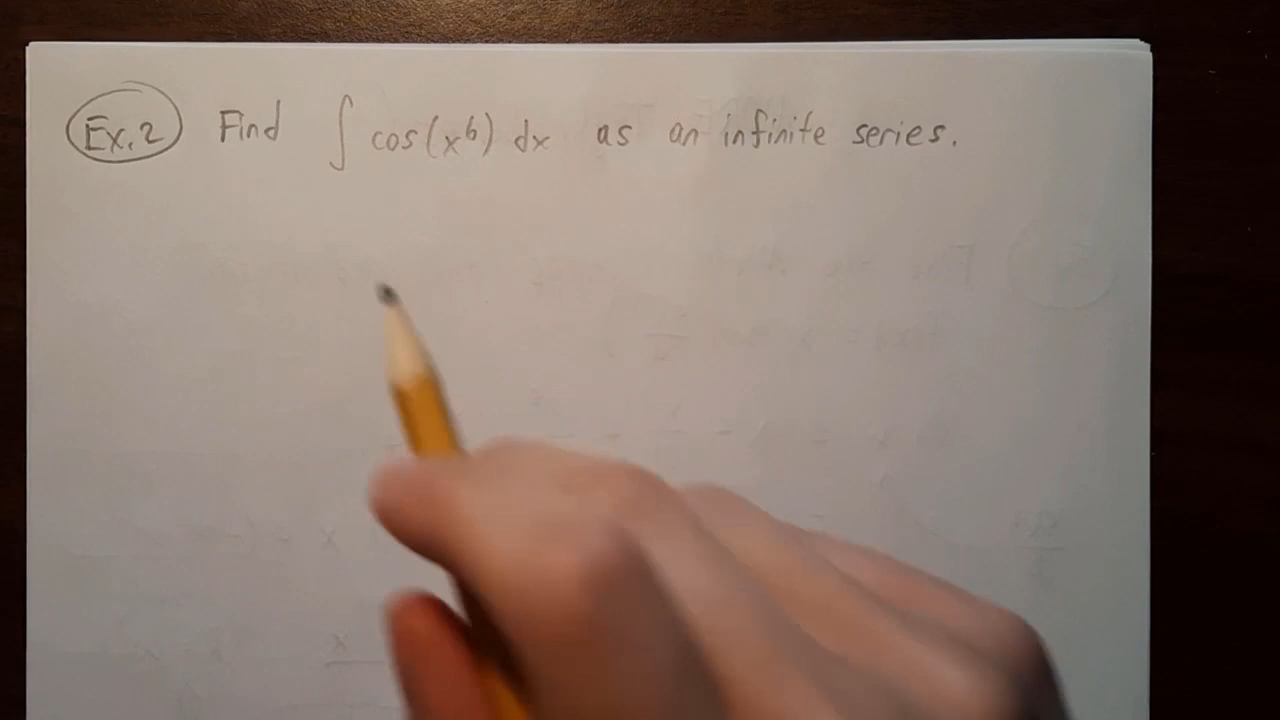 Ex. 2 Find ∫ cos(x⁶) dx as an infinite series.